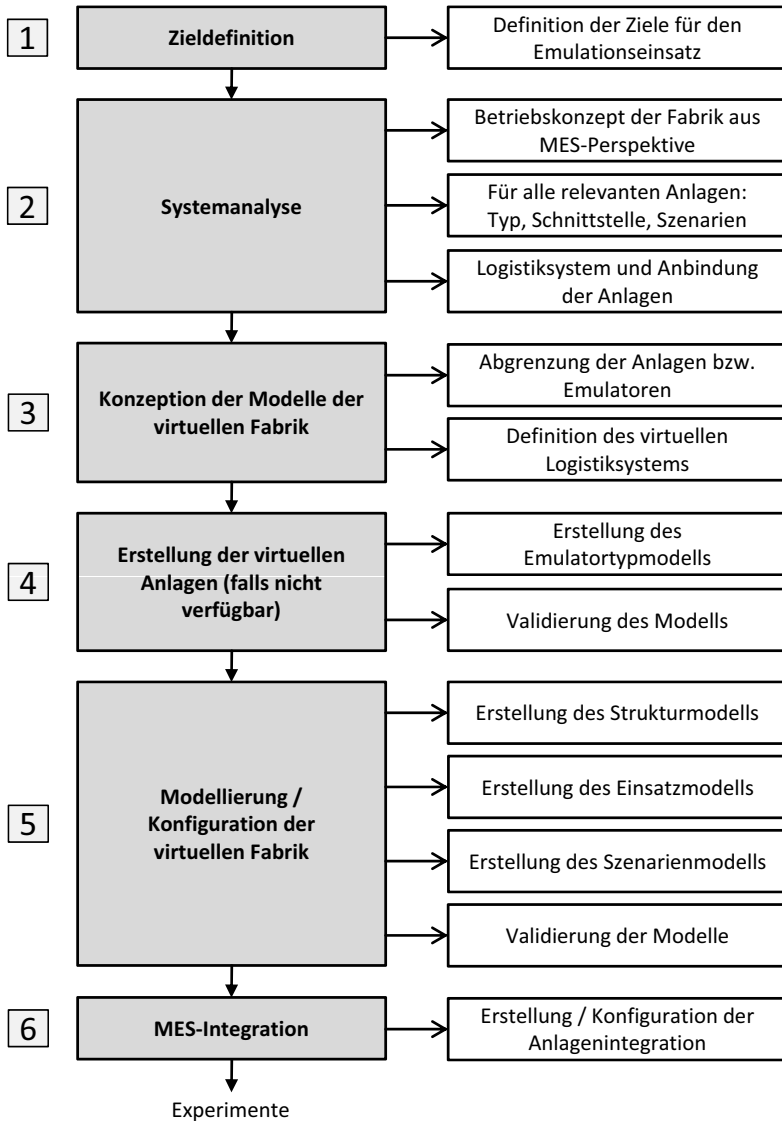 1
Zieldefinition
Definition der Ziele für den
Emulationseinsatz
2
Systemanalyse
Betriebskonzept der Fabrik aus
MES-Perspektive
Für alle relevanten Anlagen:
Typ, Schnittstelle, Szenarien
Logistiksystem und Anbindung
der Anlagen
3
Konzeption der Modelle der
virtuellen Fabrik
Abgrenzung der Anlagen bzw.
Emulatoren
Definition des virtuellen
Logistiksystems
4
Erstellung der virtuellen
Anlagen (falls nicht
verfügbar)
Erstellung des
Emulatortypmodells
Validierung des Modells
5
Modellierung /
Konfiguration der
virtuellen Fabrik
Erstellung des Strukturmodells
Erstellung des Einsatzmodells
Erstellung des Szenarienmodells
Validierung der Modelle
6
MES-Integration
Erstellung / Konfiguration der
Anlagenintegration
Experimente